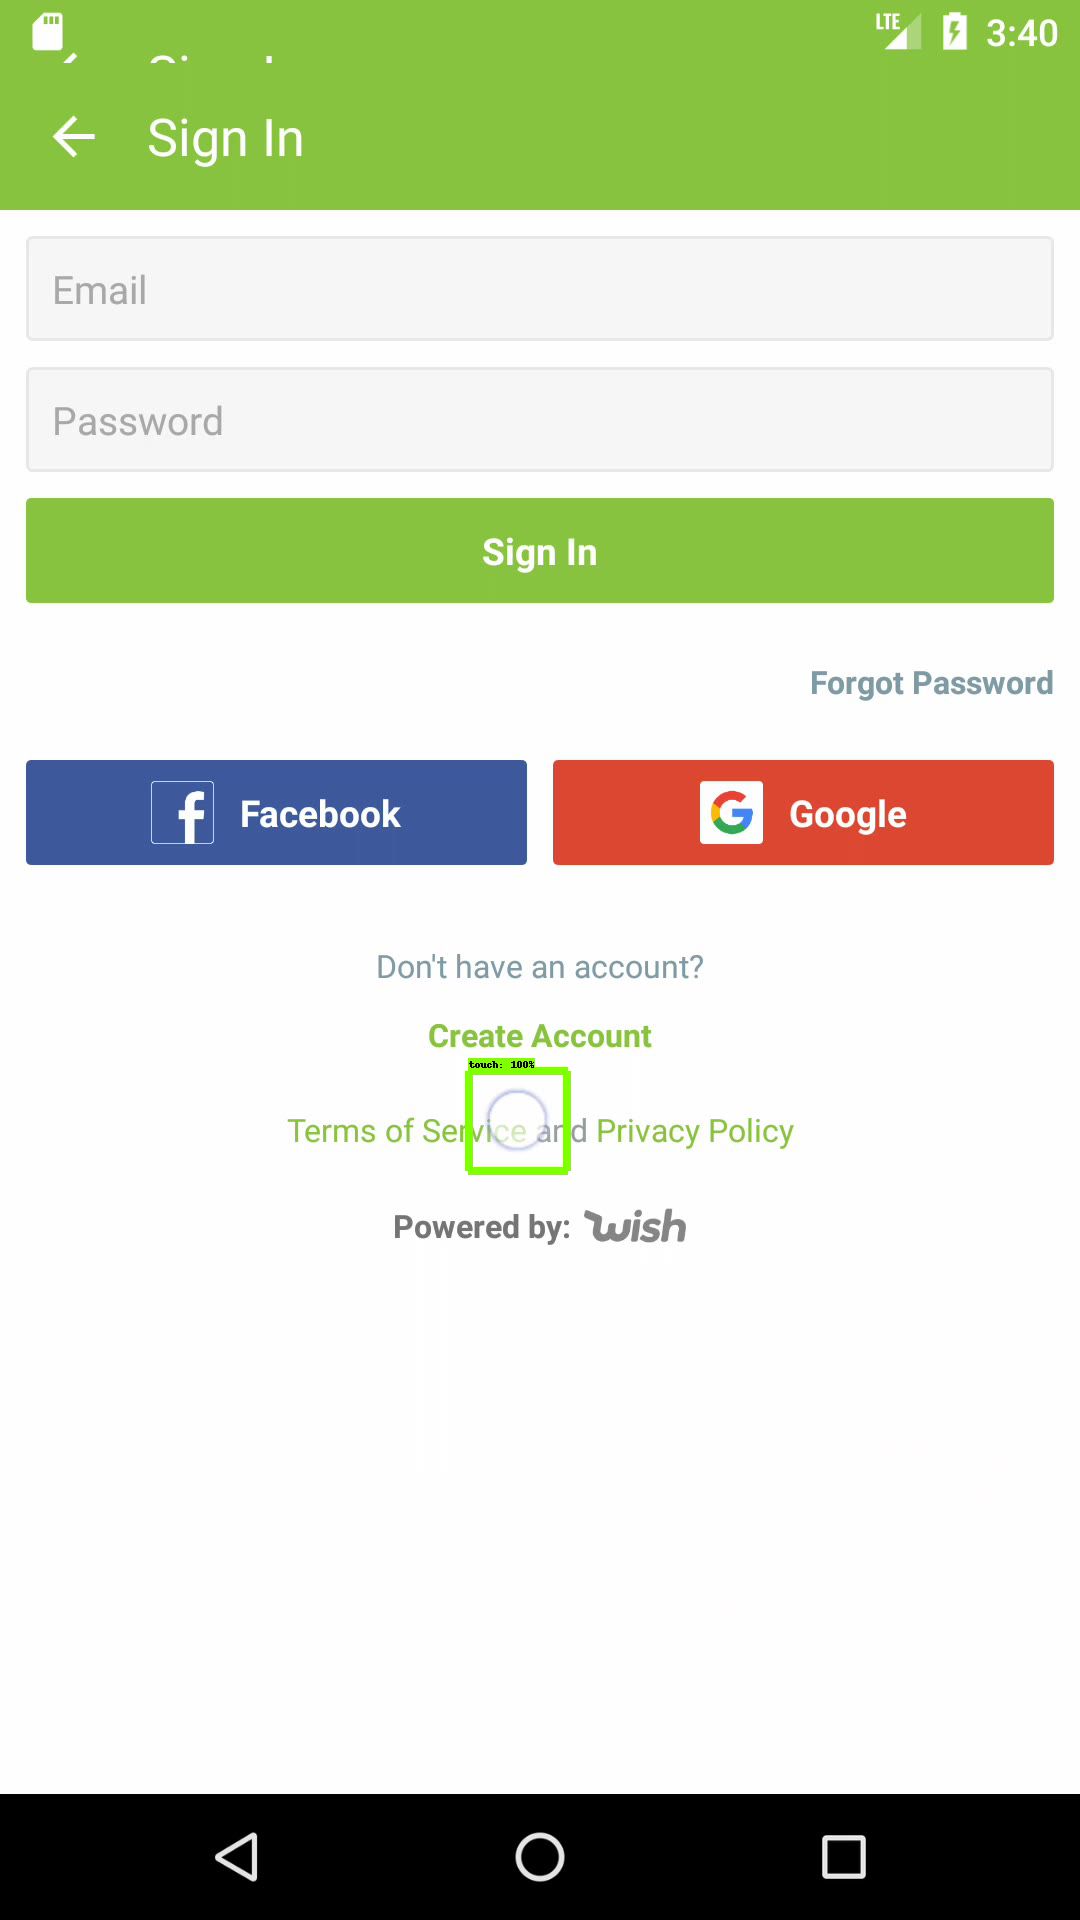 LTE 3:40
Sign In
Email
Password
Sign In
Forgot Password
Facebook
Google
Don't have an account?
Create Account
touch: 100%
Terms of Service and Privacy Policy
Powered by: wish